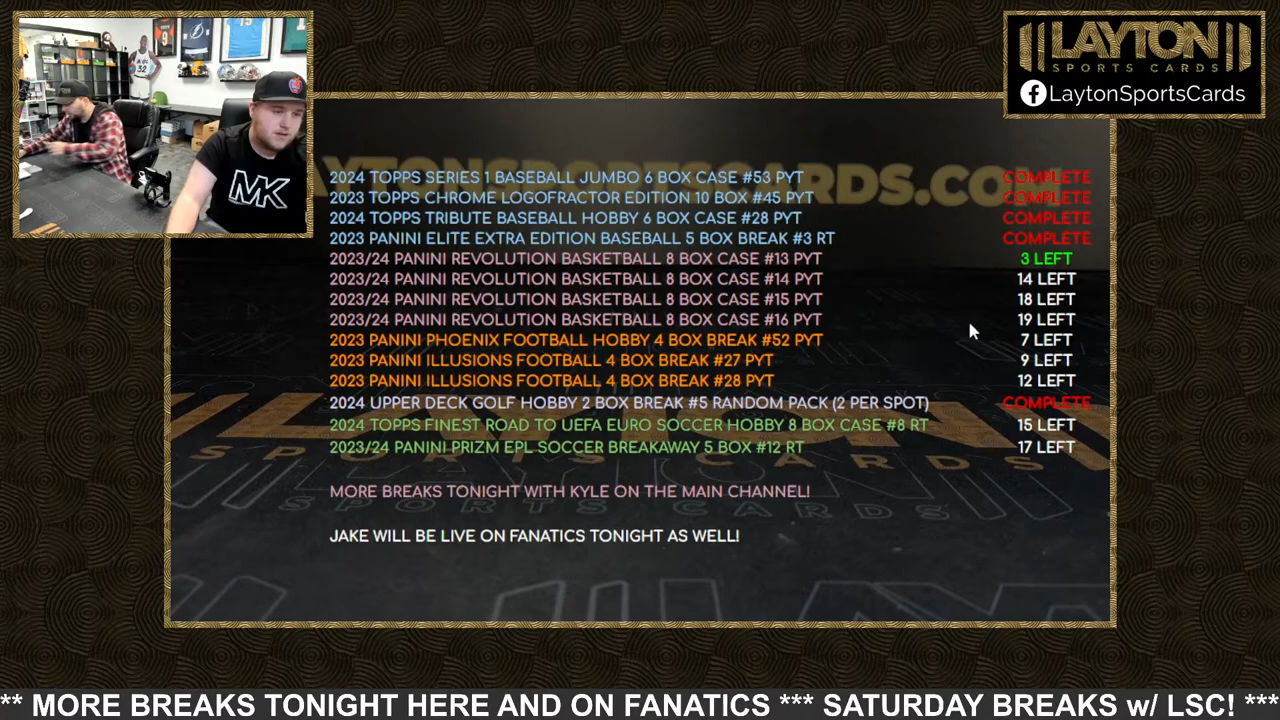 LAYTON
SPORTS CARDS
LaytonSportsCards
LAYTONSPORTSCARDS.CO
2024 TOPPS SERIES 1 BASEBALL JUMBO 6 BOX CASE #53 PYT COMPLETE
2023 TOPPS CHROME LOGOFRACTOR EDITION 10 BOX #45 PYT COMPLETE
2024 TOPPS TRIBUTE BASEBALL HOBBY 6 BOX CASE #28 PYT COMPLETE
2023 PANINI ELITE EXTRA EDITION BASEBALL 5 BOX BREAK #3 RT COMPLETE
2023/24 PANINI REVOLUTION BASKETBALL 8 BOX CASE #13 PYT 3 LEFT
2023/24 PANINI REVOLUTION BASKETBALL 8 BOX CASE #14 PYT 14 LEFT
2023/24 PANINI REVOLUTION BASKETBALL 8 BOX CASE #15 PYT 18 LEFT
2023/24 PANINI REVOLUTION BASKETBALL 8 BOX CASE #16 PYT 19 LEFT
2023 PANINI PHOENIX FOOTBALL HOBBY 4 BOX BREAK #52 PYT 7 LEFT
2023 PANINI ILLUSIONS FOOTBALL 4 BOX BREAK #27 PYT 9 LEFT
2023 PANINI ILLUSIONS FOOTBALL 4 BOX BREAK #28 PYT 12 LEFT
2024 UPPER DECK GOLF HOBBY 2 BOX BREAK #5 RANDOM PACK (2 PER SPOT) COMPLETE
2024 TOPPS FINEST ROAD TO UEFA EURO SOCCER HOBBY 8 BOX CASE #8 RT 15 LEFT
2023/24 PANINI PRIZM EPL SOCCER BREAKAWAY 5 BOX #12 RT 17 LEFT
LAYTON
SPORTS CARDS
MORE BREAKS TONIGHT WITH KYLE ON THE MAIN CHANNEL!
JAKE WILL BE LIVE ON FANATICS TONIGHT AS WELL!
MK
32
** MORE BREAKS TONIGHT HERE AND ON FANATICS *** SATURDAY BREAKS w/ LSC! ***